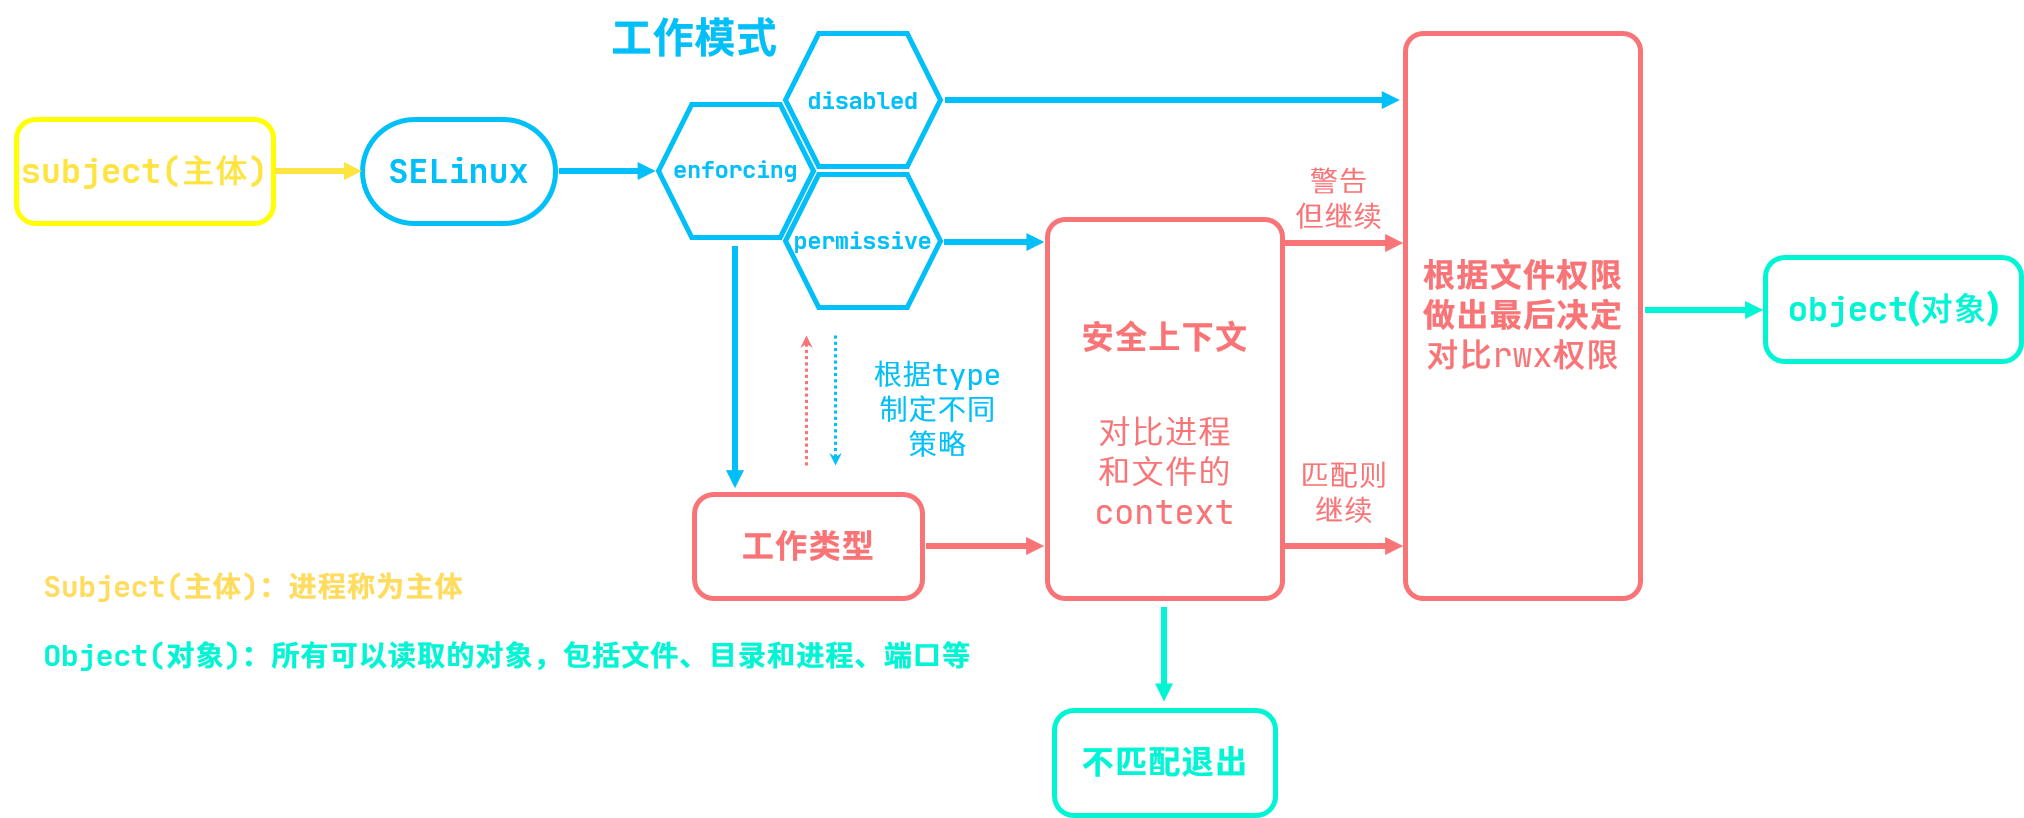 工作模式
disabled
subject(主体)
SELinux
enforcing
permissive
警告
但继续
根据文件权限
做出最后决定
对比rwx权限
object(对象)
安全上下文
对比进程
和文件的
context
根据type
制定不同
策略
匹配则
继续
工作类型
Subject(主体)：进程称为主体
Object(对象)：所有可以读取的对象，包括文件、目录和进程、端口等
不匹配退出